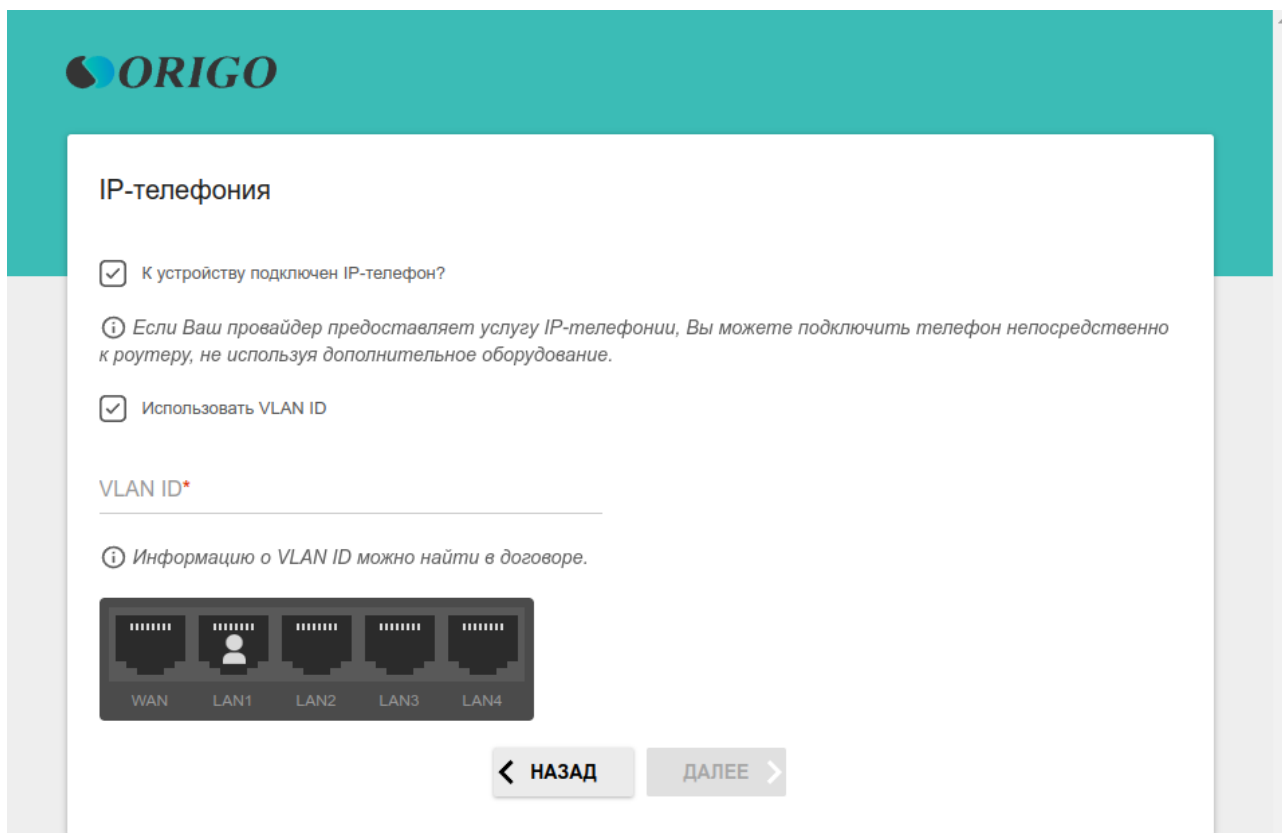 ORIGO
IP-телефония
К устройству подключен IP-телефон?
Если Ваш провайдер предоставляет услугу IP-телефонии, Вы можете подключить телефон непосредственно
к роутеру, не используя дополнительное оборудование.
Использовать VLAN ID
VLAN ID*
Информацию о VLAN ID можно найти в договоре.
WAN LAN1 LAN2 LAN3 LAN4
НАЗАД ДАЛЕЕ